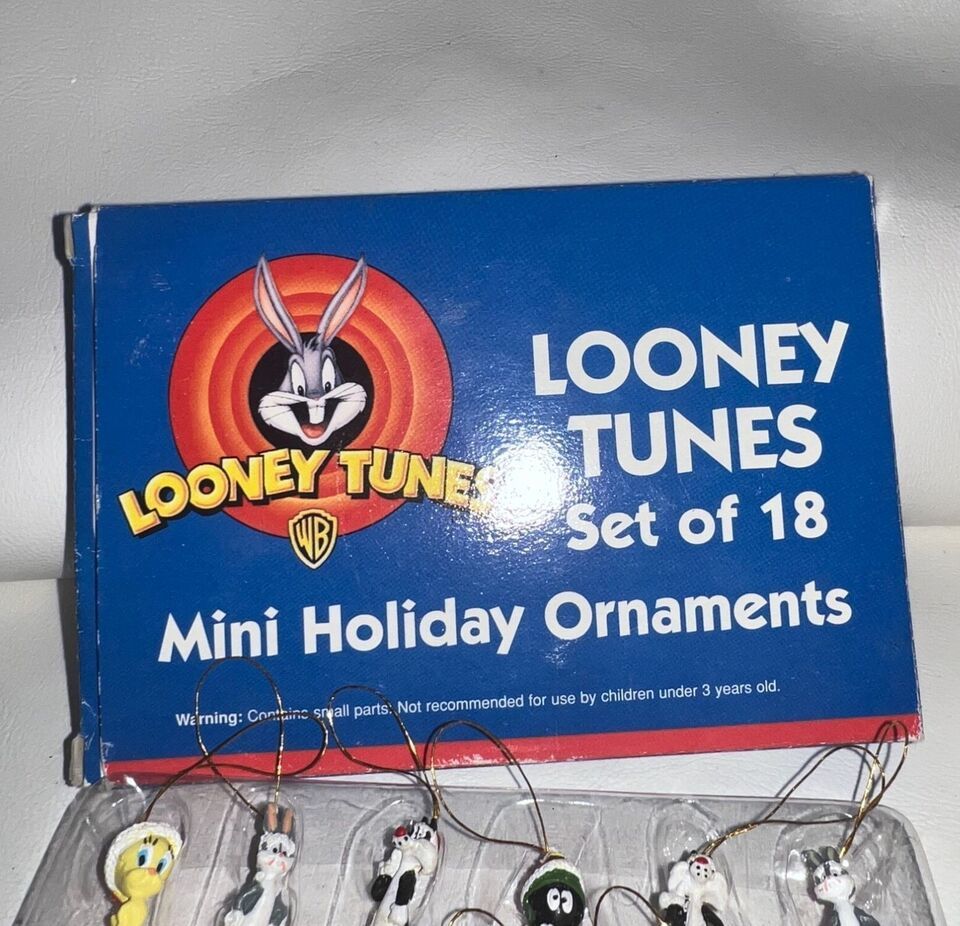 LOONEY TUNES
WB
LOONEY
TUNES
Set of 18
Mini Holiday Ornaments
Warning: Contains small parts. Not recommended for use by children under 3 years old.